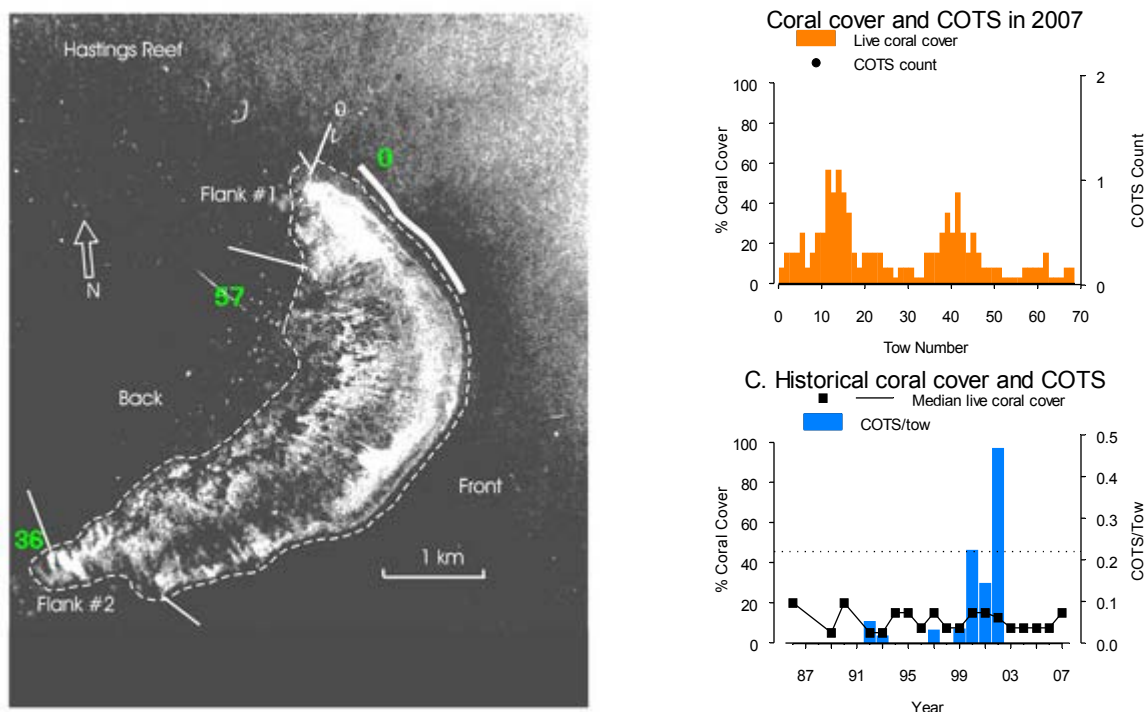 Hastings Reef
0
0
Flank #1
N
57
Back
Front
36
1 km
Flank #2
Coral cover and COTS in 2007
Live coral cover
COTS count
100
80
60
40
20
0
% Coral Cover
2
1
0
COTS Count
0 10 20 30 40 50 60 70
Tow Number
C. Historical coral cover and COTS
Median live coral cover
COTS/tow
100
80
60
40
20
0
% Coral Cover
0.5
0.4
0.3
0.2
0.1
0.0
COTS/Tow
87 91 95 99 03 07
Year